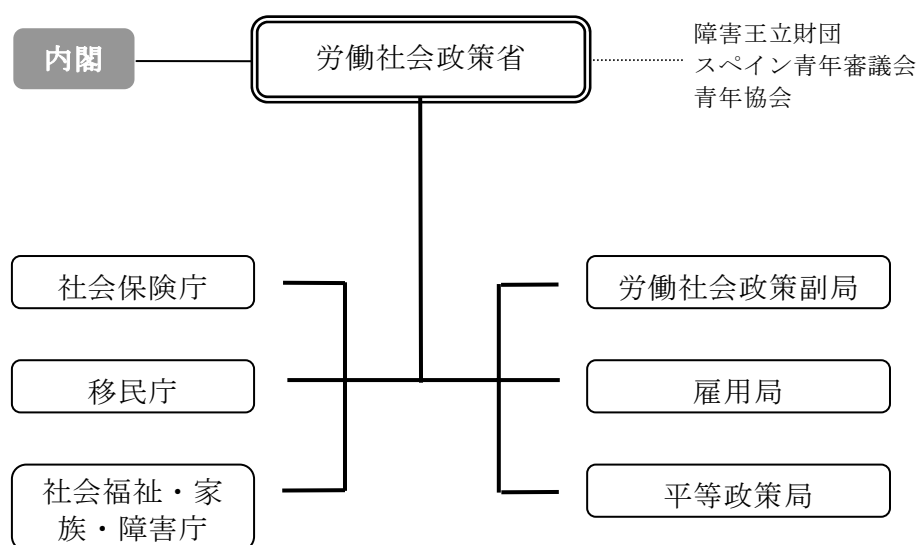 内閣
労働社会政策省
障害王立財団
スペイン青年審議会
青年協会
社会保険庁
労働社会政策副局
移民庁
雇用局
社会福祉・家
族・障害庁
平等政策局